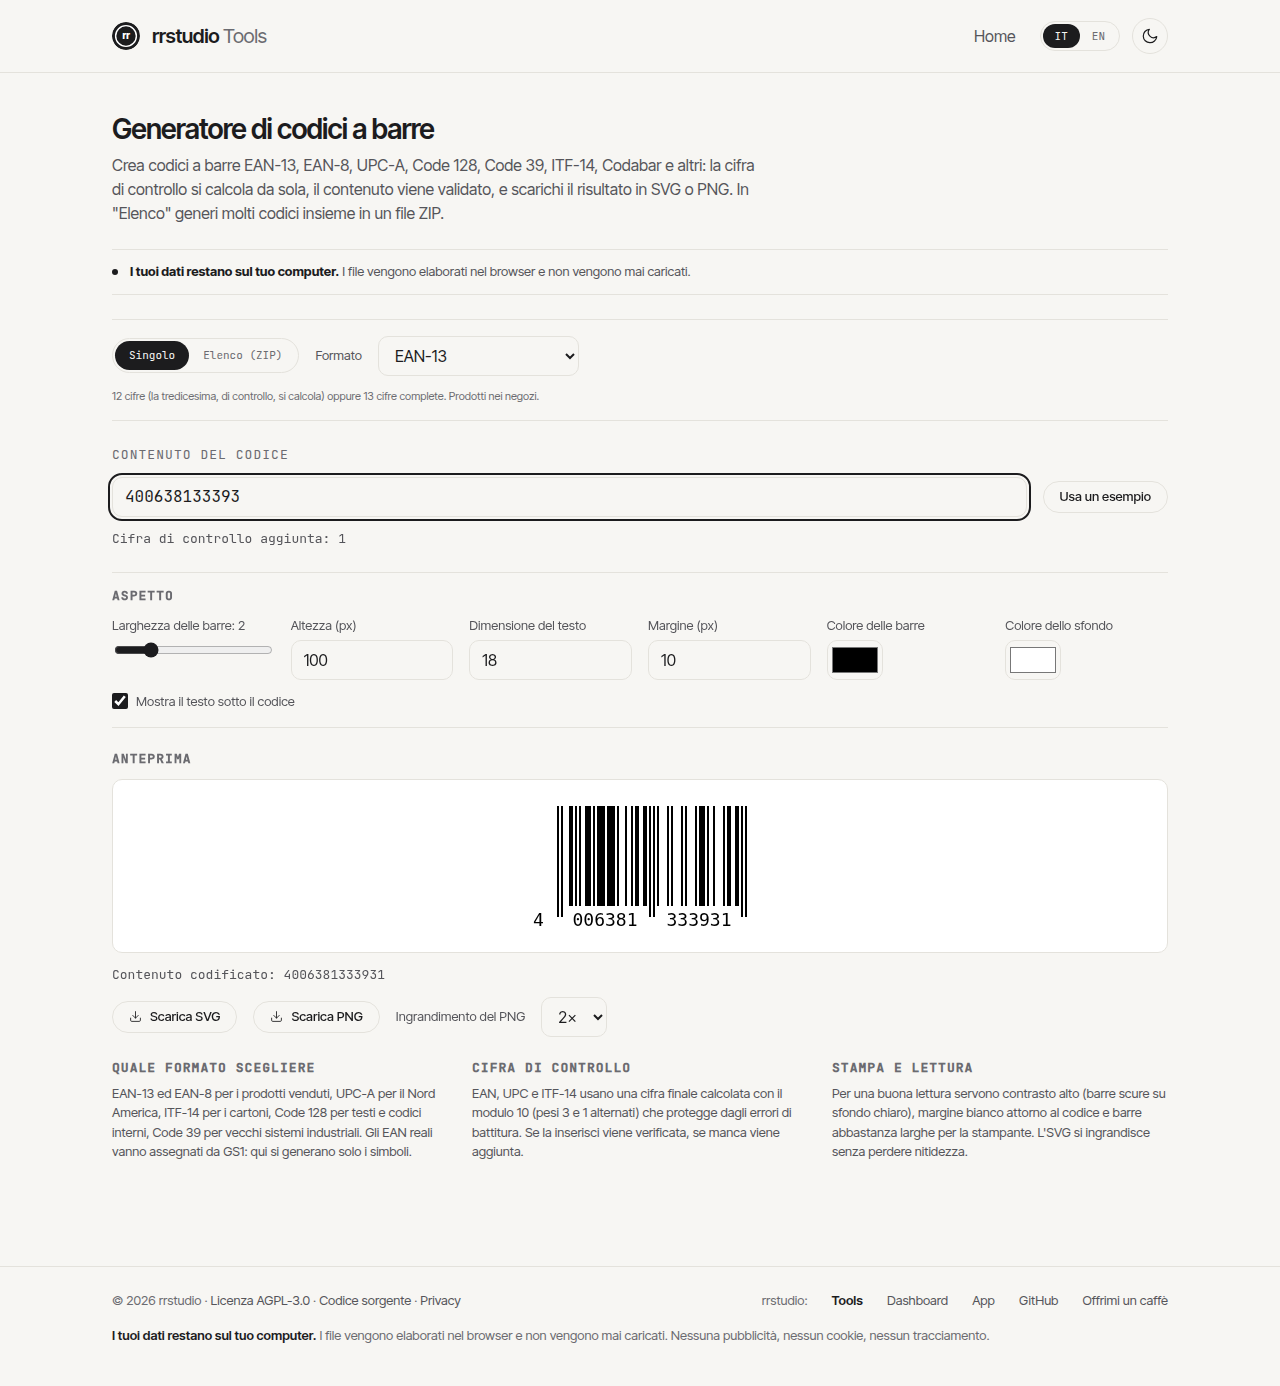 rr rrstudio Tools
Home IT EN
Generatore di codici a barre
Crea codici a barre EAN-13, EAN-8, UPC-A, Code 128, Code 39, ITF-14, Codabar e altri: la cifra
di controllo si calcola da sola, il contenuto viene validato, e scarichi il risultato in SVG o PNG. In
"Elenco" generi molti codici insieme in un file ZIP.
I tuoi dati restano sul tuo computer. I file vengono elaborati nel browser e non vengono mai caricati.
Singolo Elenco (ZIP) Formato EAN-13
12 cifre (la tredicesima, di controllo, si calcola) oppure 13 cifre complete. Prodotti nei negozi.
CONTENUTO DEL CODICE
400638133393 Usa un esempio
Cifra di controllo aggiunta: 1
ASPETTO
Larghezza delle barre: 2 Altezza (px) Dimensione del testo Margine (px) Colore delle barre Colore dello sfondo
100 18 10
Mostra il testo sotto il codice
ANTEPRIMA
4 006381 333931
Contenuto codificato: 4006381333931
Scarica SVG Scarica PNG Ingrandimento del PNG 2×
QUALE FORMATO SCEGLIERE
EAN-13 ed EAN-8 per i prodotti venduti, UPC-A per il Nord
America, ITF-14 per i cartoni, Code 128 per testi e codici
interni, Code 39 per vecchi sistemi industriali. Gli EAN reali
vanno assegnati da GS1: qui si generano solo i simboli.
CIFRA DI CONTROLLO
EAN, UPC e ITF-14 usano una cifra finale calcolata con il
modulo 10 (pesi 3 e 1 alternati) che protegge dagli errori di
battitura. Se la inserisci viene verificata, se manca viene
aggiunta.
STAMPA E LETTURA
Per una buona lettura servono contrasto alto (barre scure su
sfondo chiaro), margine bianco attorno al codice e barre
abbastanza larghe per la stampante. L'SVG si ingrandisce
senza perdere nitidezza.
© 2026 rrstudio · Licenza AGPL-3.0 · Codice sorgente · Privacy
rrstudio: Tools Dashboard App GitHub Offrimi un caffè
I tuoi dati restano sul tuo computer. I file vengono elaborati nel browser e non vengono mai caricati. Nessuna pubblicità, nessun cookie, nessun tracciamento.